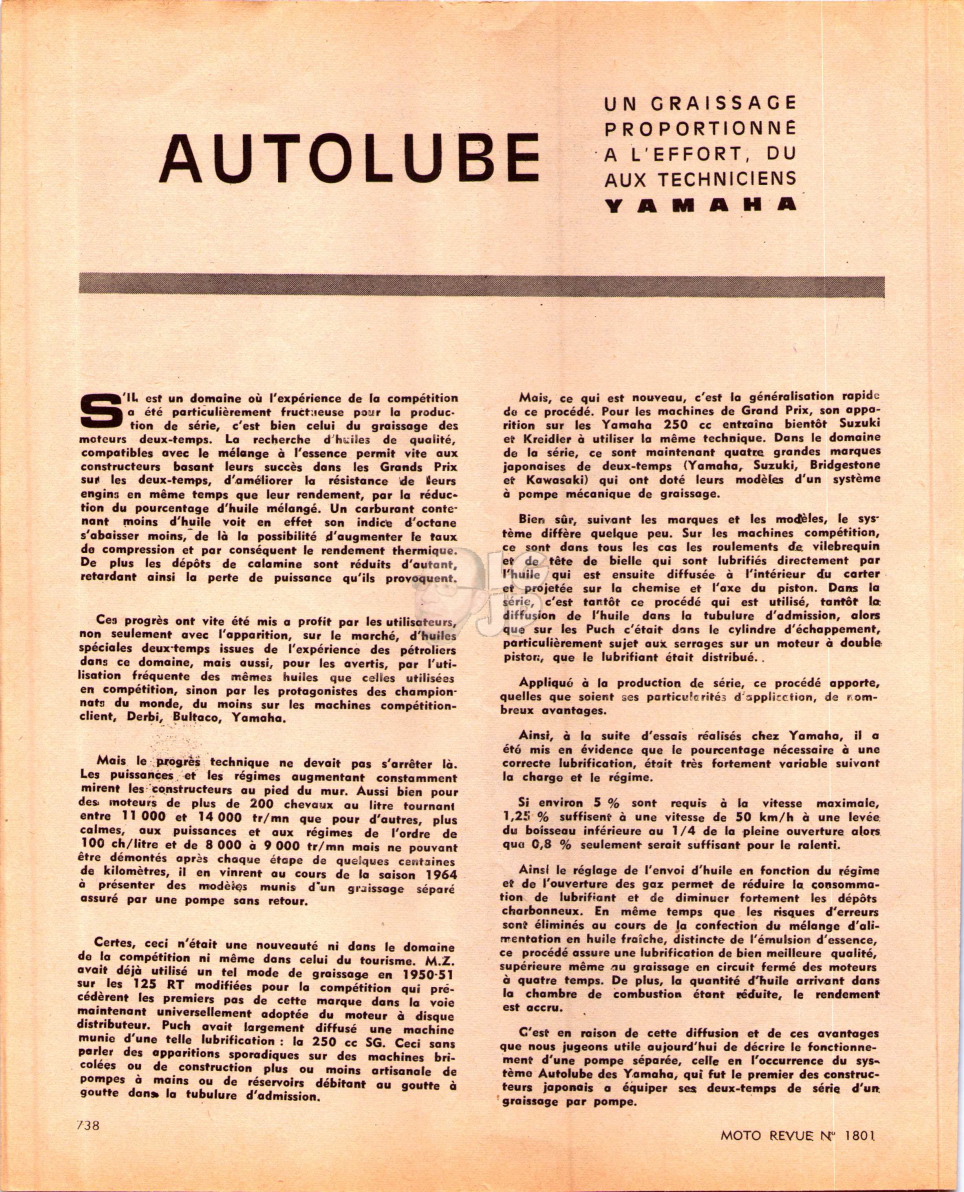 AUTOLUBE
UN GRAISSAGE
PROPORTIONNÉ
A L'EFFORT, DU
AUX TECHNICIENS
YAMAHA
S'IL est un domaine où l'expérience de la compétition
a été particulièrement fructueuse pour la produc-
tion de série, c'est bien celui du graissage des
moteurs deux-temps. La recherche d'huiles de qualité,
compatibles avec le mélange à l'essence permit vite aux
constructeurs basant leurs succès dans les Grands Prix
sur les deux-temps, d'améliorer la résistance de leurs
engins en même temps que leur rendement, par la réduc-
tion du pourcentage d'huile mélangé. Un carburant conte-
nant moins d'huile voit en effet son indice d'octane
s'abaisser moins, de là la possibilité d'augmenter le taux
de compression et par conséquent le rendement thermique.
De plus les dépôts de calamine sont réduits d'autant,
retardant ainsi la perte de puissance qu'ils provoquent.
Ces progrès ont vite été mis a profit par les utilisateurs,
non seulement avec l'apparition, sur le marché, d'huiles
spéciales deux-temps issues de l'expérience des pétroliers
dans ce domaine, mais aussi, pour les avertis, par l'uti-
lisation fréquente des mêmes huiles que celles utilisées
en compétition, sinon par les protagonistes des champion-
nats du monde, du moins sur les machines compétition-
client, Derbi, Bultaco, Yamaha.
Mais le progrès technique ne devait pas s'arrêter là.
Les puissances et les régimes augmentant constamment
mirent les constructeurs au pied du mur. Aussi bien pour
des moteurs de plus de 200 chevaux au litre tournant
entre 11 000 et 14 000 tr/mn que pour d'autres, plus
calmes, aux puissances et aux régimes de l'ordre de
100 ch/litre et de 8 000 à 9 000 tr/mn mais ne pouvant
être démontés après chaque étape de quelques centaines
de kilomètres, il en vinrent au cours de la saison 1964
à présenter des modèles munis d'un graissage séparé
assuré par une pompe sans retour.
Certes, ceci n'était une nouveauté ni dans le domaine
de la compétition ni même dans celui du tourisme. M.Z.
avait déjà utilisé un tel mode de graissage en 1950-51
sur les 125 RT modifiées pour la compétition qui pré-
cédèrent les premiers pas de cette marque dans la voie
maintenant universellement adoptée du moteur à disque
distributeur. Puch avait largement diffusé une machine
munie d'une telle lubrification : la 250 cc SG. Ceci sans
parler des apparitions sporadiques sur des machines bri-
colées ou de construction plus ou moins artisanale de
pompes à mains ou de réservoirs débitant au goutte à
goutte dans la tubulure d'admission.
Mais, ce qui est nouveau, c'est la généralisation rapide
de ce procédé. Pour les machines de Grand Prix, son appa-
rition sur les Yamaha 250 cc entraîna bientôt Suzuki
et Kreidler à utiliser la même technique. Dans le domaine
de la série, ce sont maintenant quatre grandes marques
japonaises de deux-temps (Yamaha, Suzuki, Bridgestone
et Kawasaki) qui ont doté leurs modèles d'un système
à pompe mécanique de graissage.
Bien sûr, suivant les marques et les modèles, le sys-
tème diffère quelque peu. Sur les machines compétition,
ce sont dans tous les cas les roulements de vilebrequin
et de tête de bielle qui sont lubrifiés directement par
l'huile qui est ensuite diffusée à l'intérieur du carter
et projetée sur la chemise et l'axe du piston. Dans la
série, c'est tantôt ce procédé qui est utilisé, tantôt la
diffusion de l'huile dans la tubulure d'admission, alors
que sur les Puch c'était dans le cylindre d'échappement,
particulièrement sujet aux serrages sur un moteur à double
piston, que le lubrifiant était distribué..
Appliqué à la production de série, ce procédé apporte,
quelles que soient ses particularités d'application, de nom-
breux avantages.
Ainsi, à la suite d'essais réalisés chez Yamaha, il a
été mis en évidence que le pourcentage nécessaire à une
correcte lubrification, était très fortement variable suivant
la charge et le régime.
Si environ 5 % sont requis à la vitesse maximale,
1,25 % suffisent à une vitesse de 50 km/h à une levée
du boisseau inférieure au 1/4 de la pleine ouverture alors
que 0,8 % seulement serait suffisant pour le ralenti.
Ainsi le réglage de l'envoi d'huile en fonction du régime
et de l'ouverture des gaz permet de réduire la consomma-
tion de lubrifiant et de diminuer fortement les dépôts
charbonneux. En même temps que les risques d'erreurs
sont éliminés au cours de la confection du mélange d'ali-
mentation en huile fraîche, distincte de l'émulsion d'essence,
ce procédé assure une lubrification de bien meilleure qualité,
supérieure même au graissage en circuit fermé des moteurs
à quatre temps. De plus, la quantité d'huile arrivant dans
la chambre de combustion étant réduite, le rendement
est accru.
C'est en raison de cette diffusion et de ces avantages
que nous jugeons utile aujourd'hui de décrire le fonctionne-
ment d'une pompe séparée, celle en l'occurrence du sys-
tème Autolube des Yamaha, qui fut le premier des construc-
teurs japonais a équiper ses deux-temps de série d'un
graissage par pompe.
738
MOTO REVUE N° 1801